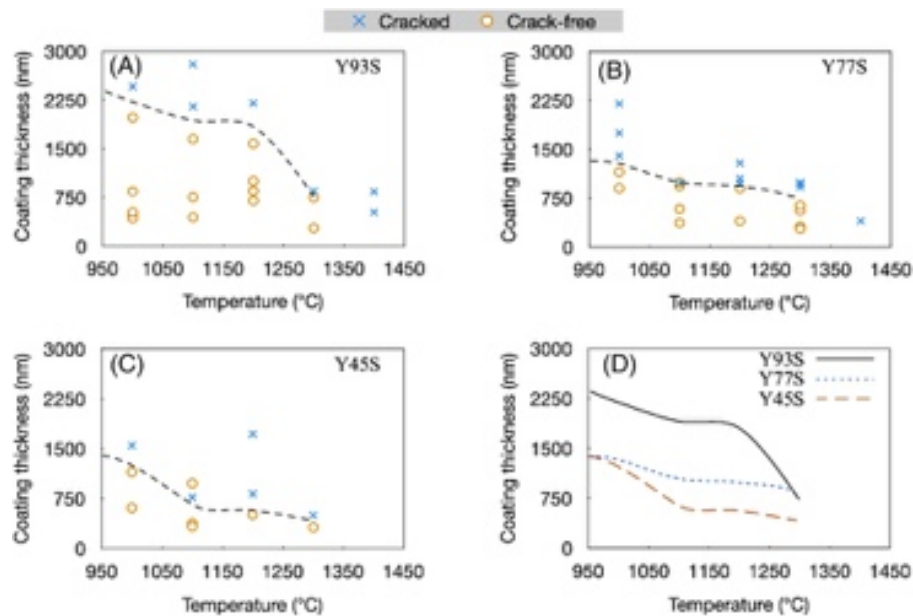 Cracked Crack-free
(A) Y93S
Coating thickness (nm)
3000
2250
1500
750
0
950 1050 1150 1250 1350 1450
Temperature (°C)
(B) Y77S
Coating thickness (nm)
3000
2250
1500
750
0
950 1050 1150 1250 1350 1450
Temperature (°C)
(C) Y45S
Coating thickness (nm)
3000
2250
1500
750
0
950 1050 1150 1250 1350 1450
Temperature (°C)
(D)
Y93S
Y77S
Y45S
Coating thickness (nm)
3000
2250
1500
750
0
950 1050 1150 1250 1350 1450
Temperature (°C)